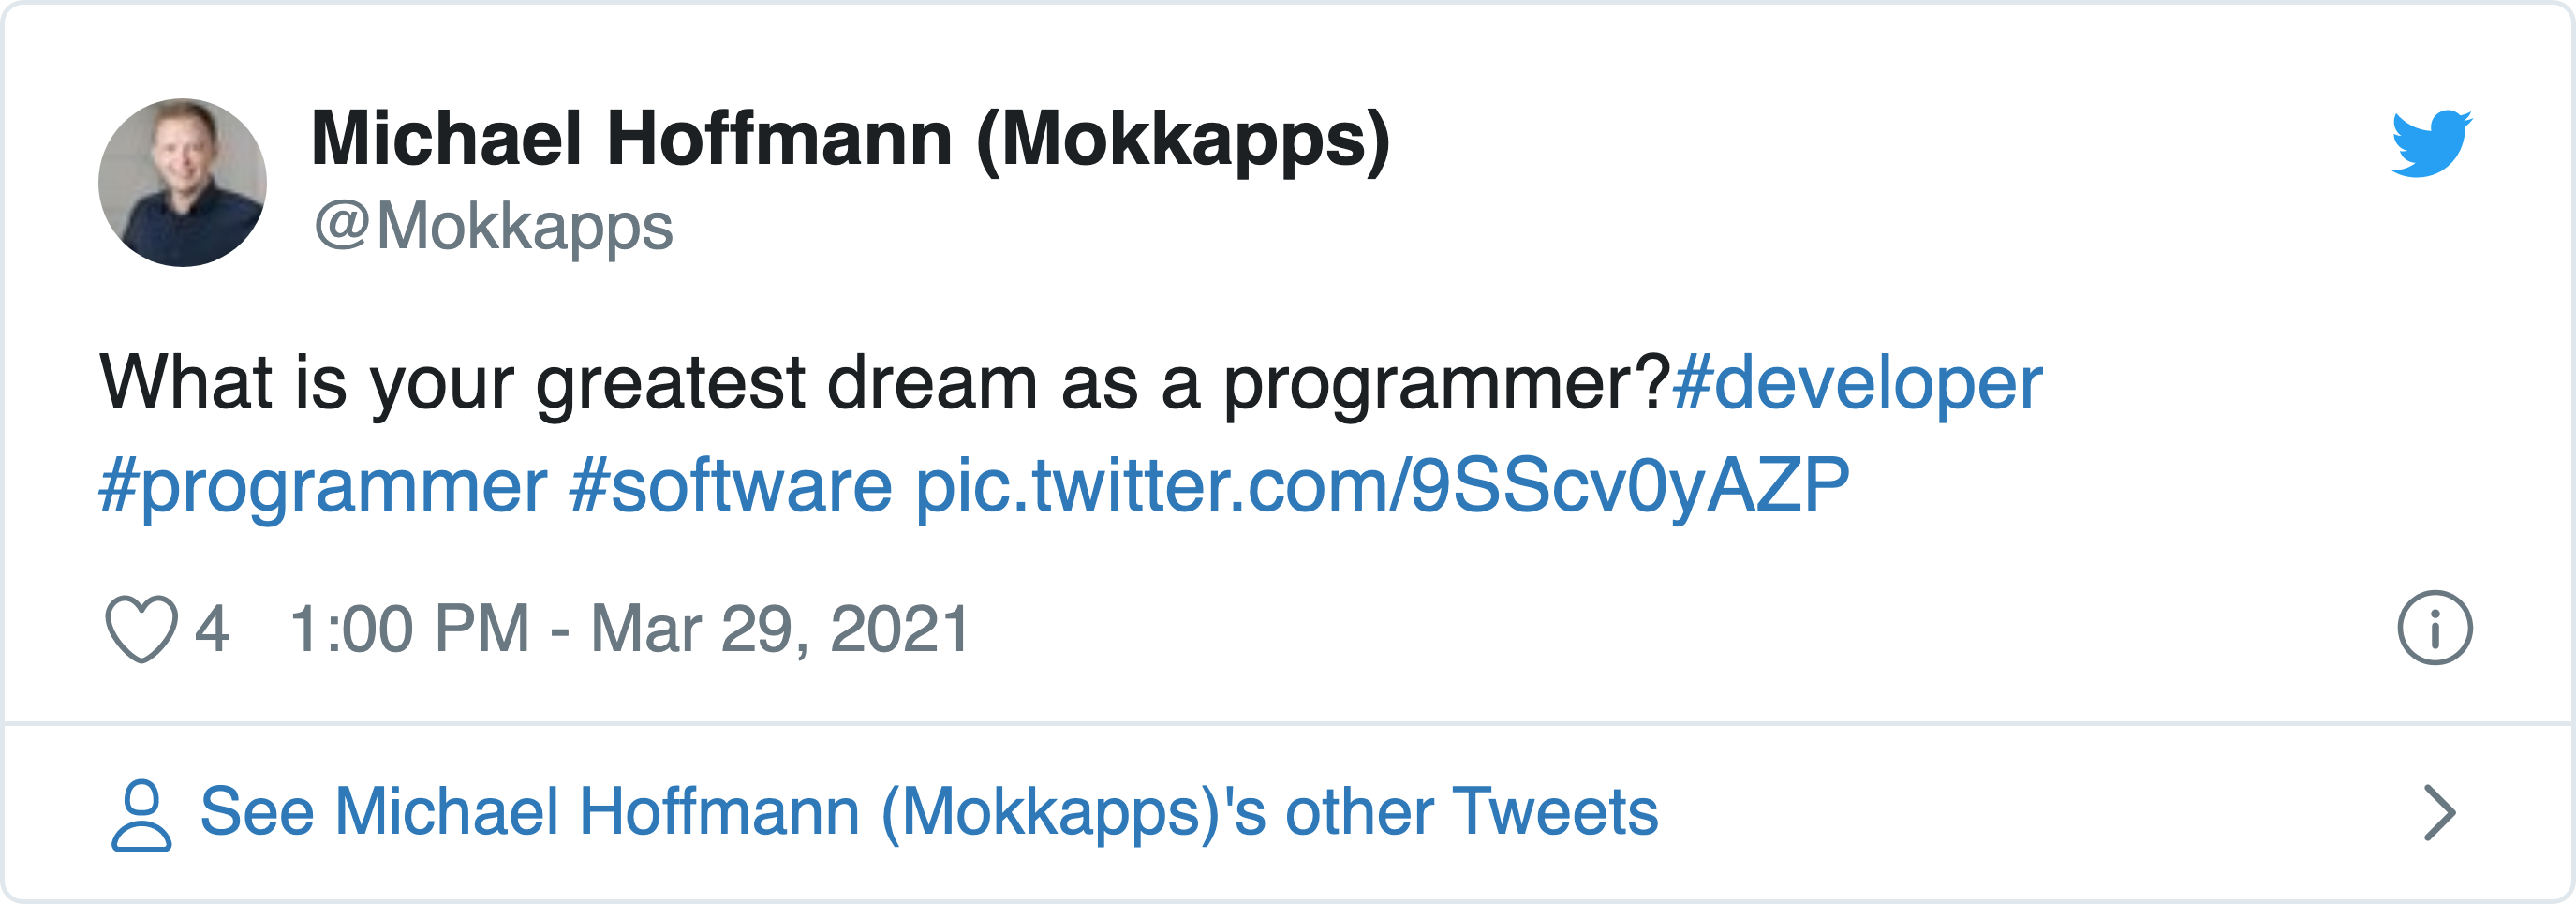 Michael Hoffmann (Mokkapps)
@Mokkapps
What is your greatest dream as a programmer?#developer
#programmer #software pic.twitter.com/9SScv0yAZP
4 1:00 PM - Mar 29, 2021
See Michael Hoffmann (Mokkapps)'s other Tweets